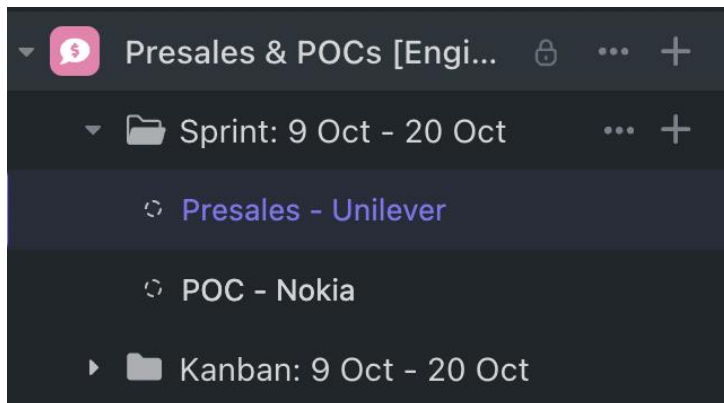 Presales & POCs [Engi...
Sprint: 9 Oct - 20 Oct
Presales - Unilever
POC - Nokia
Kanban: 9 Oct - 20 Oct